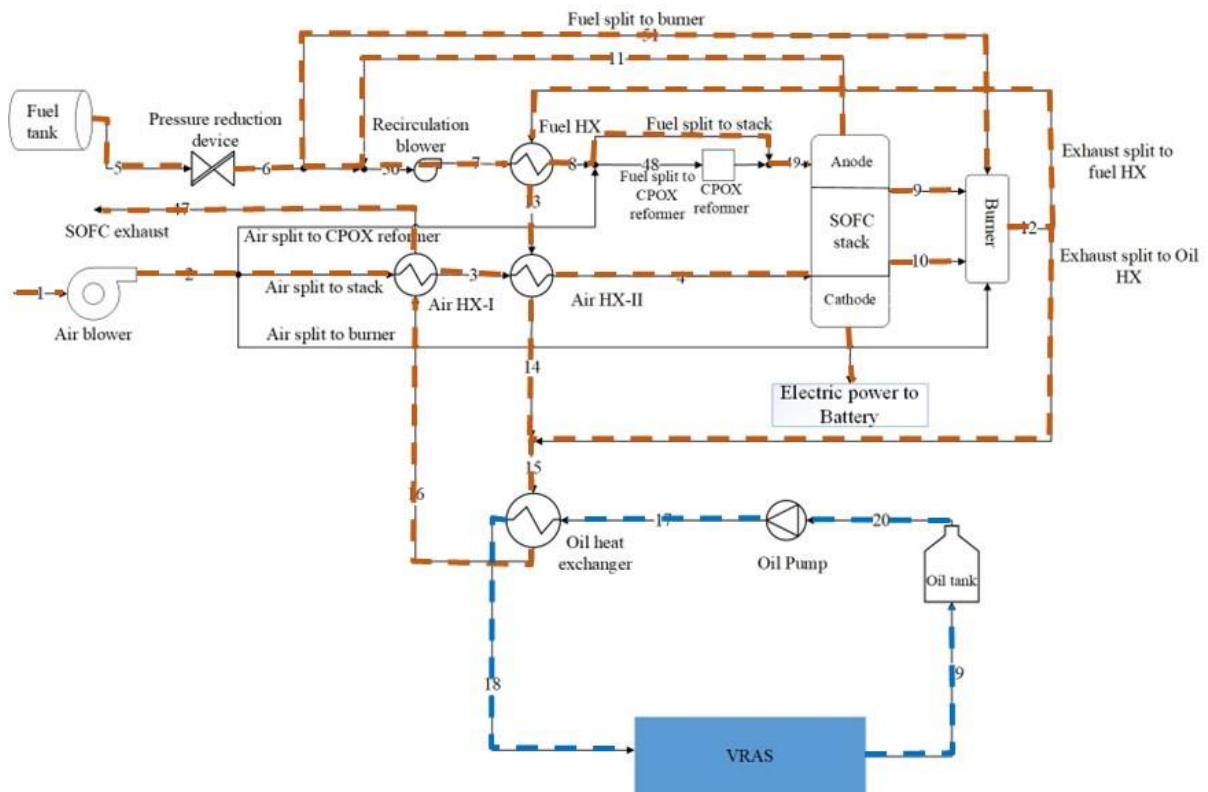 Fuel split to burner
51
11
Fuel
tank
Pressure reduction
device
Recirculation
blower
Fuel HX
Fuel split to stack
5
6
50
7
8
48
49
Fuel split to
CPOX
reformer
CPOX
reformer
Anode
SOFC
stack
Cathode
9
10
Burner
12
Exhaust split to
fuel HX
Exhaust split to Oil
HX
47
SOFC exhaust
Air split to CPOX reformer
13
1
2
Air split to stack
3
4
Air HX-I
Air HX-II
Air blower
Air split to burner
14
Electric power to
Battery
15
16
17
20
Oil heat
exchanger
Oil Pump
Oil tank
18
9
VRAS